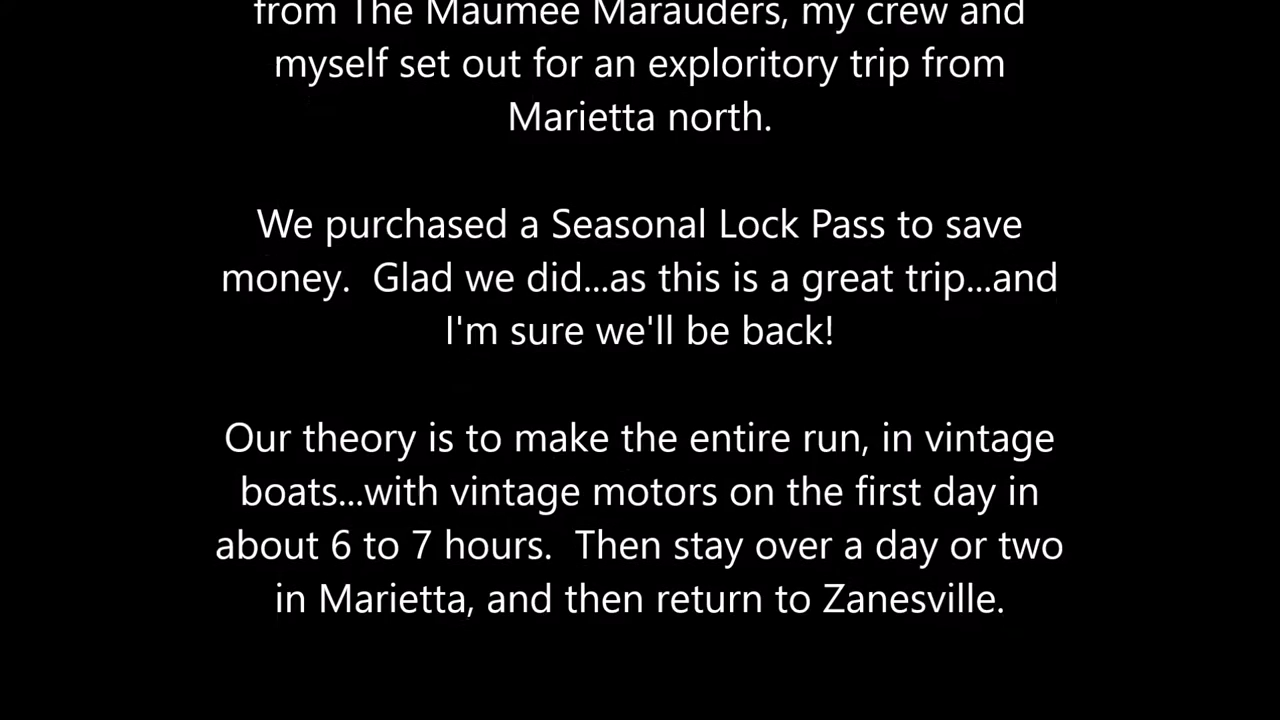 from The Maumee Marauders, my crew and
myself set out for an exploritory trip from
Marietta north.
We purchased a Seasonal Lock Pass to save
money.  Glad we did...as this is a great trip...and
I'm sure we'll be back!
Our theory is to make the entire run, in vintage
boats...with vintage motors on the first day in
about 6 to 7 hours.  Then stay over a day or two
in Marietta, and then return to Zanesville.